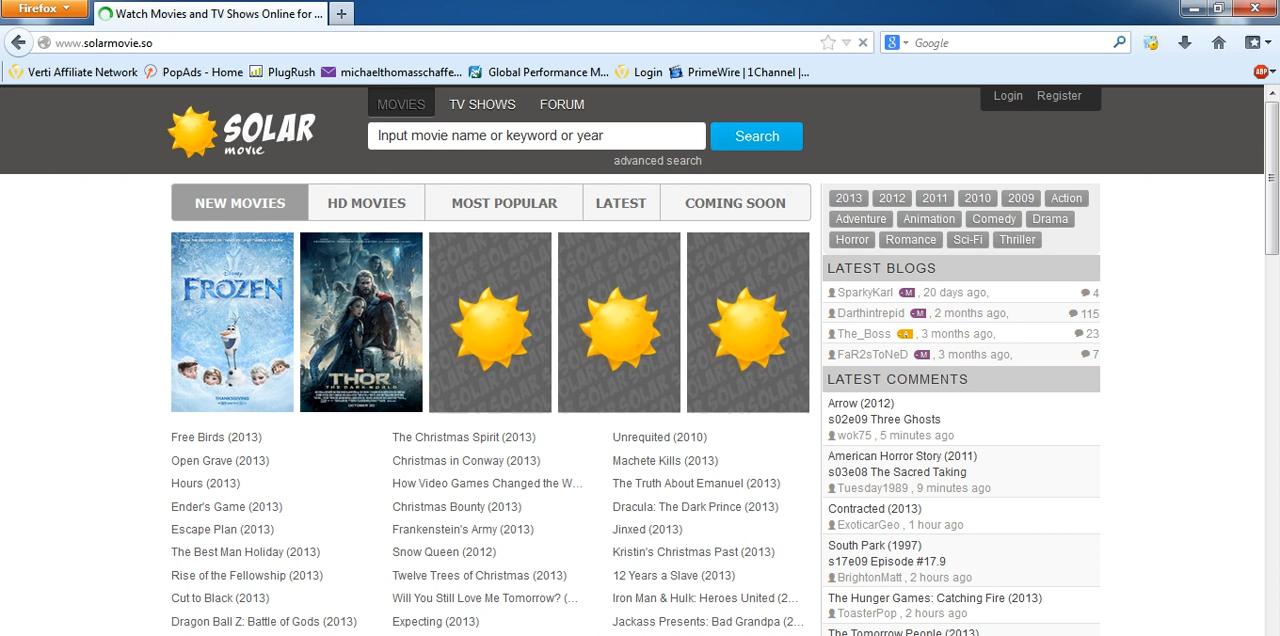 Firefox
Watch Movies and TV Shows Online for ...
www.solarmovie.so
Google
Verti Affiliate Network PopAds - Home PlugRush michaelthomasschaffe... Global Performance M... Login PrimeWire | 1Channel |...
ABP
MOVIES TV SHOWS FORUM
Login Register
SOLAR
movie
Input movie name or keyword or year Search
advanced search
NEW MOVIES HD MOVIES MOST POPULAR LATEST COMING SOON
Disney
FROZEN
THANKSGIVING
MARVEL
THOR
THE DARK WORLD
OCTOBER 30
Free Birds (2013)
Open Grave (2013)
Hours (2013)
Ender's Game (2013)
Escape Plan (2013)
The Best Man Holiday (2013)
Rise of the Fellowship (2013)
Cut to Black (2013)
Dragon Ball Z: Battle of Gods (2013)
The Christmas Spirit (2013)
Christmas in Conway (2013)
How Video Games Changed the W...
Christmas Bounty (2013)
Frankenstein's Army (2013)
Snow Queen (2012)
Twelve Trees of Christmas (2013)
Will You Still Love Me Tomorrow? (...
Expecting (2013)
Unrequited (2010)
Machete Kills (2013)
The Truth About Emanuel (2013)
Dracula: The Dark Prince (2013)
Jinxed (2013)
Kristin's Christmas Past (2013)
12 Years a Slave (2013)
Iron Man & Hulk: Heroes United (2...
Jackass Presents: Bad Grandpa (2...
2013 2012 2011 2010 2009 Action
Adventure Animation Comedy Drama
Horror Romance Sci-Fi Thriller
LATEST BLOGS
SparkyKarl M , 20 days ago, 4
Darthintrepid M , 2 months ago, 115
The_Boss A , 3 months ago, 23
FaR2sToNeD M , 3 months ago, 7
LATEST COMMENTS
Arrow (2012)
s02e09 Three Ghosts
wok75 , 5 minutes ago
American Horror Story (2011)
s03e08 The Sacred Taking
Tuesday1989 , 9 minutes ago
Contracted (2013)
ExoticarGeo , 1 hour ago
South Park (1997)
s17e09 Episode #17.9
BrightonMatt , 2 hours ago
The Hunger Games: Catching Fire (2013)
ToasterPop , 2 hours ago
The Tomorrow People (2013)